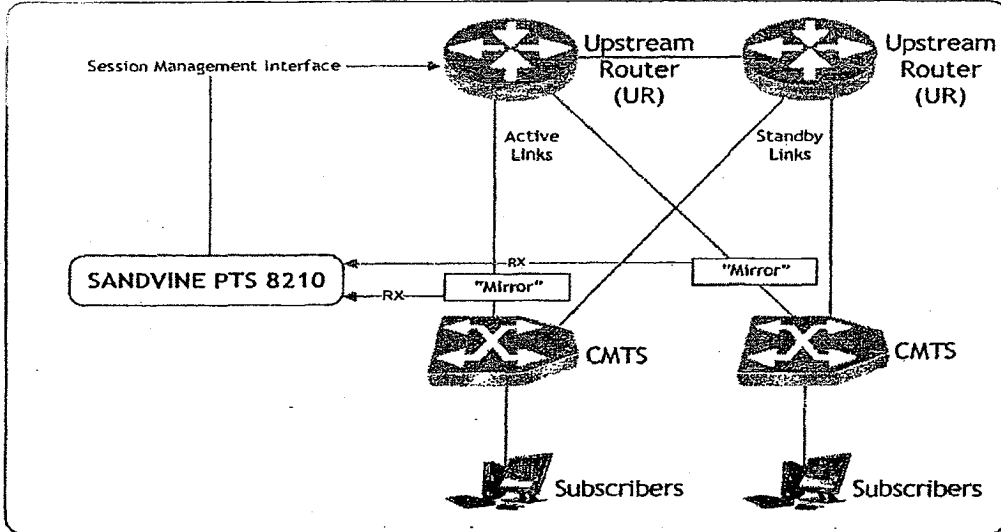 Upstream
Router
(UR)
Upstream
Router
(UR)
Session Management Interface
Active
Links
Standby
Links
RX
"Mirror"
SANDVINE PTS 8210
RX
"Mirror"
CMTS
CMTS
Subscribers
Subscribers